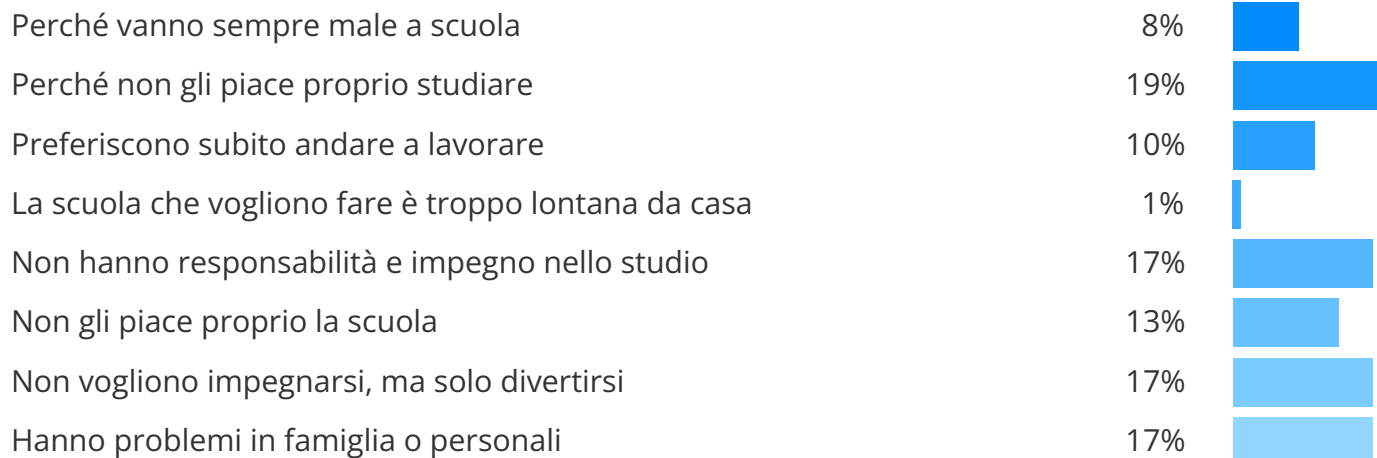 Perché vanno sempre male a scuola 8%
Perché non gli piace proprio studiare 19%
Preferiscono subito andare a lavorare 10%
La scuola che vogliono fare è troppo lontana da casa 1%
Non hanno responsabilità e impegno nello studio 17%
Non gli piace proprio la scuola 13%
Non vogliono impegnarsi, ma solo divertirsi 17%
Hanno problemi in famiglia o personali 17%